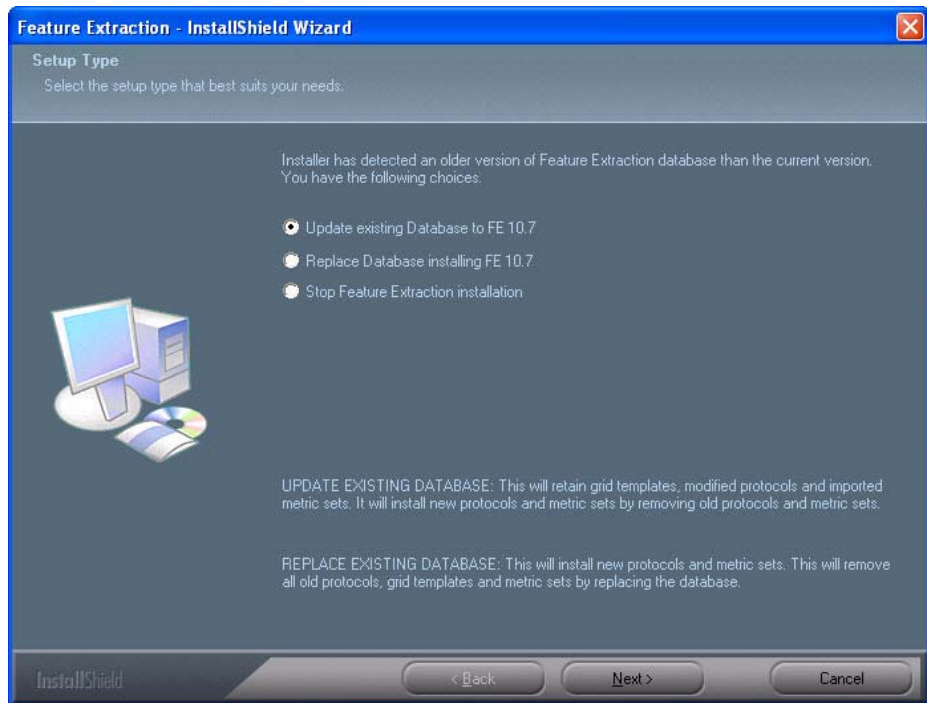 Feature Extraction - InstallShield Wizard
Setup Type
Select the setup type that best suits your needs.
Installer has detected an older version of Feature Extraction database than the current version.
You have the following choices.
Update existing Database to FE 10.7
Replace Database installing FE 10.7
Stop Feature Extraction installation
UPDATE EXISTING DATABASE: This will retain grid templates, modified protocols and imported
metric sets. It will install new protocols and metric sets by removing old protocols and metric sets.
REPLACE EXISTING DATABASE: This will install new protocols and metric sets. This will remove
all old protocols, grid templates and metric sets by replacing the database.
InstallShield
< Back
Next >
Cancel